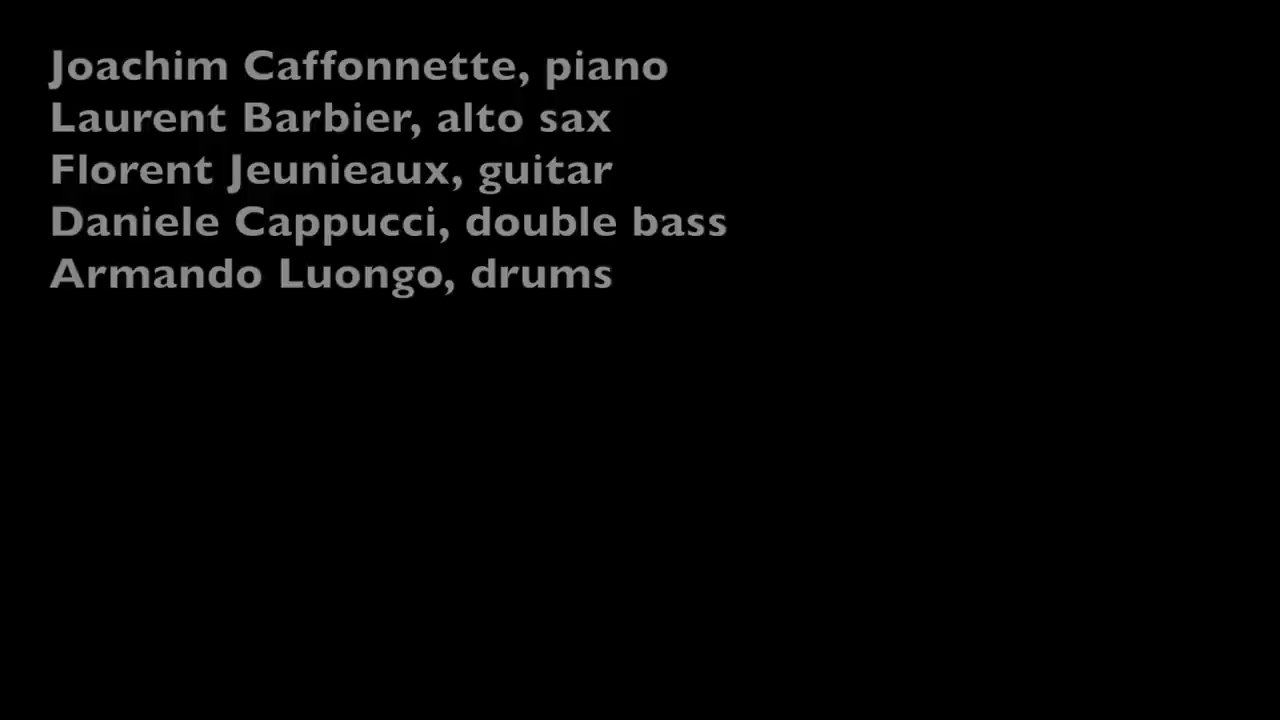 Joachim Caffonnette, piano
Laurent Barbier, alto sax
Florent Jeunieaux, guitar
Daniele Cappucci, double bass
Armando Luongo, drums